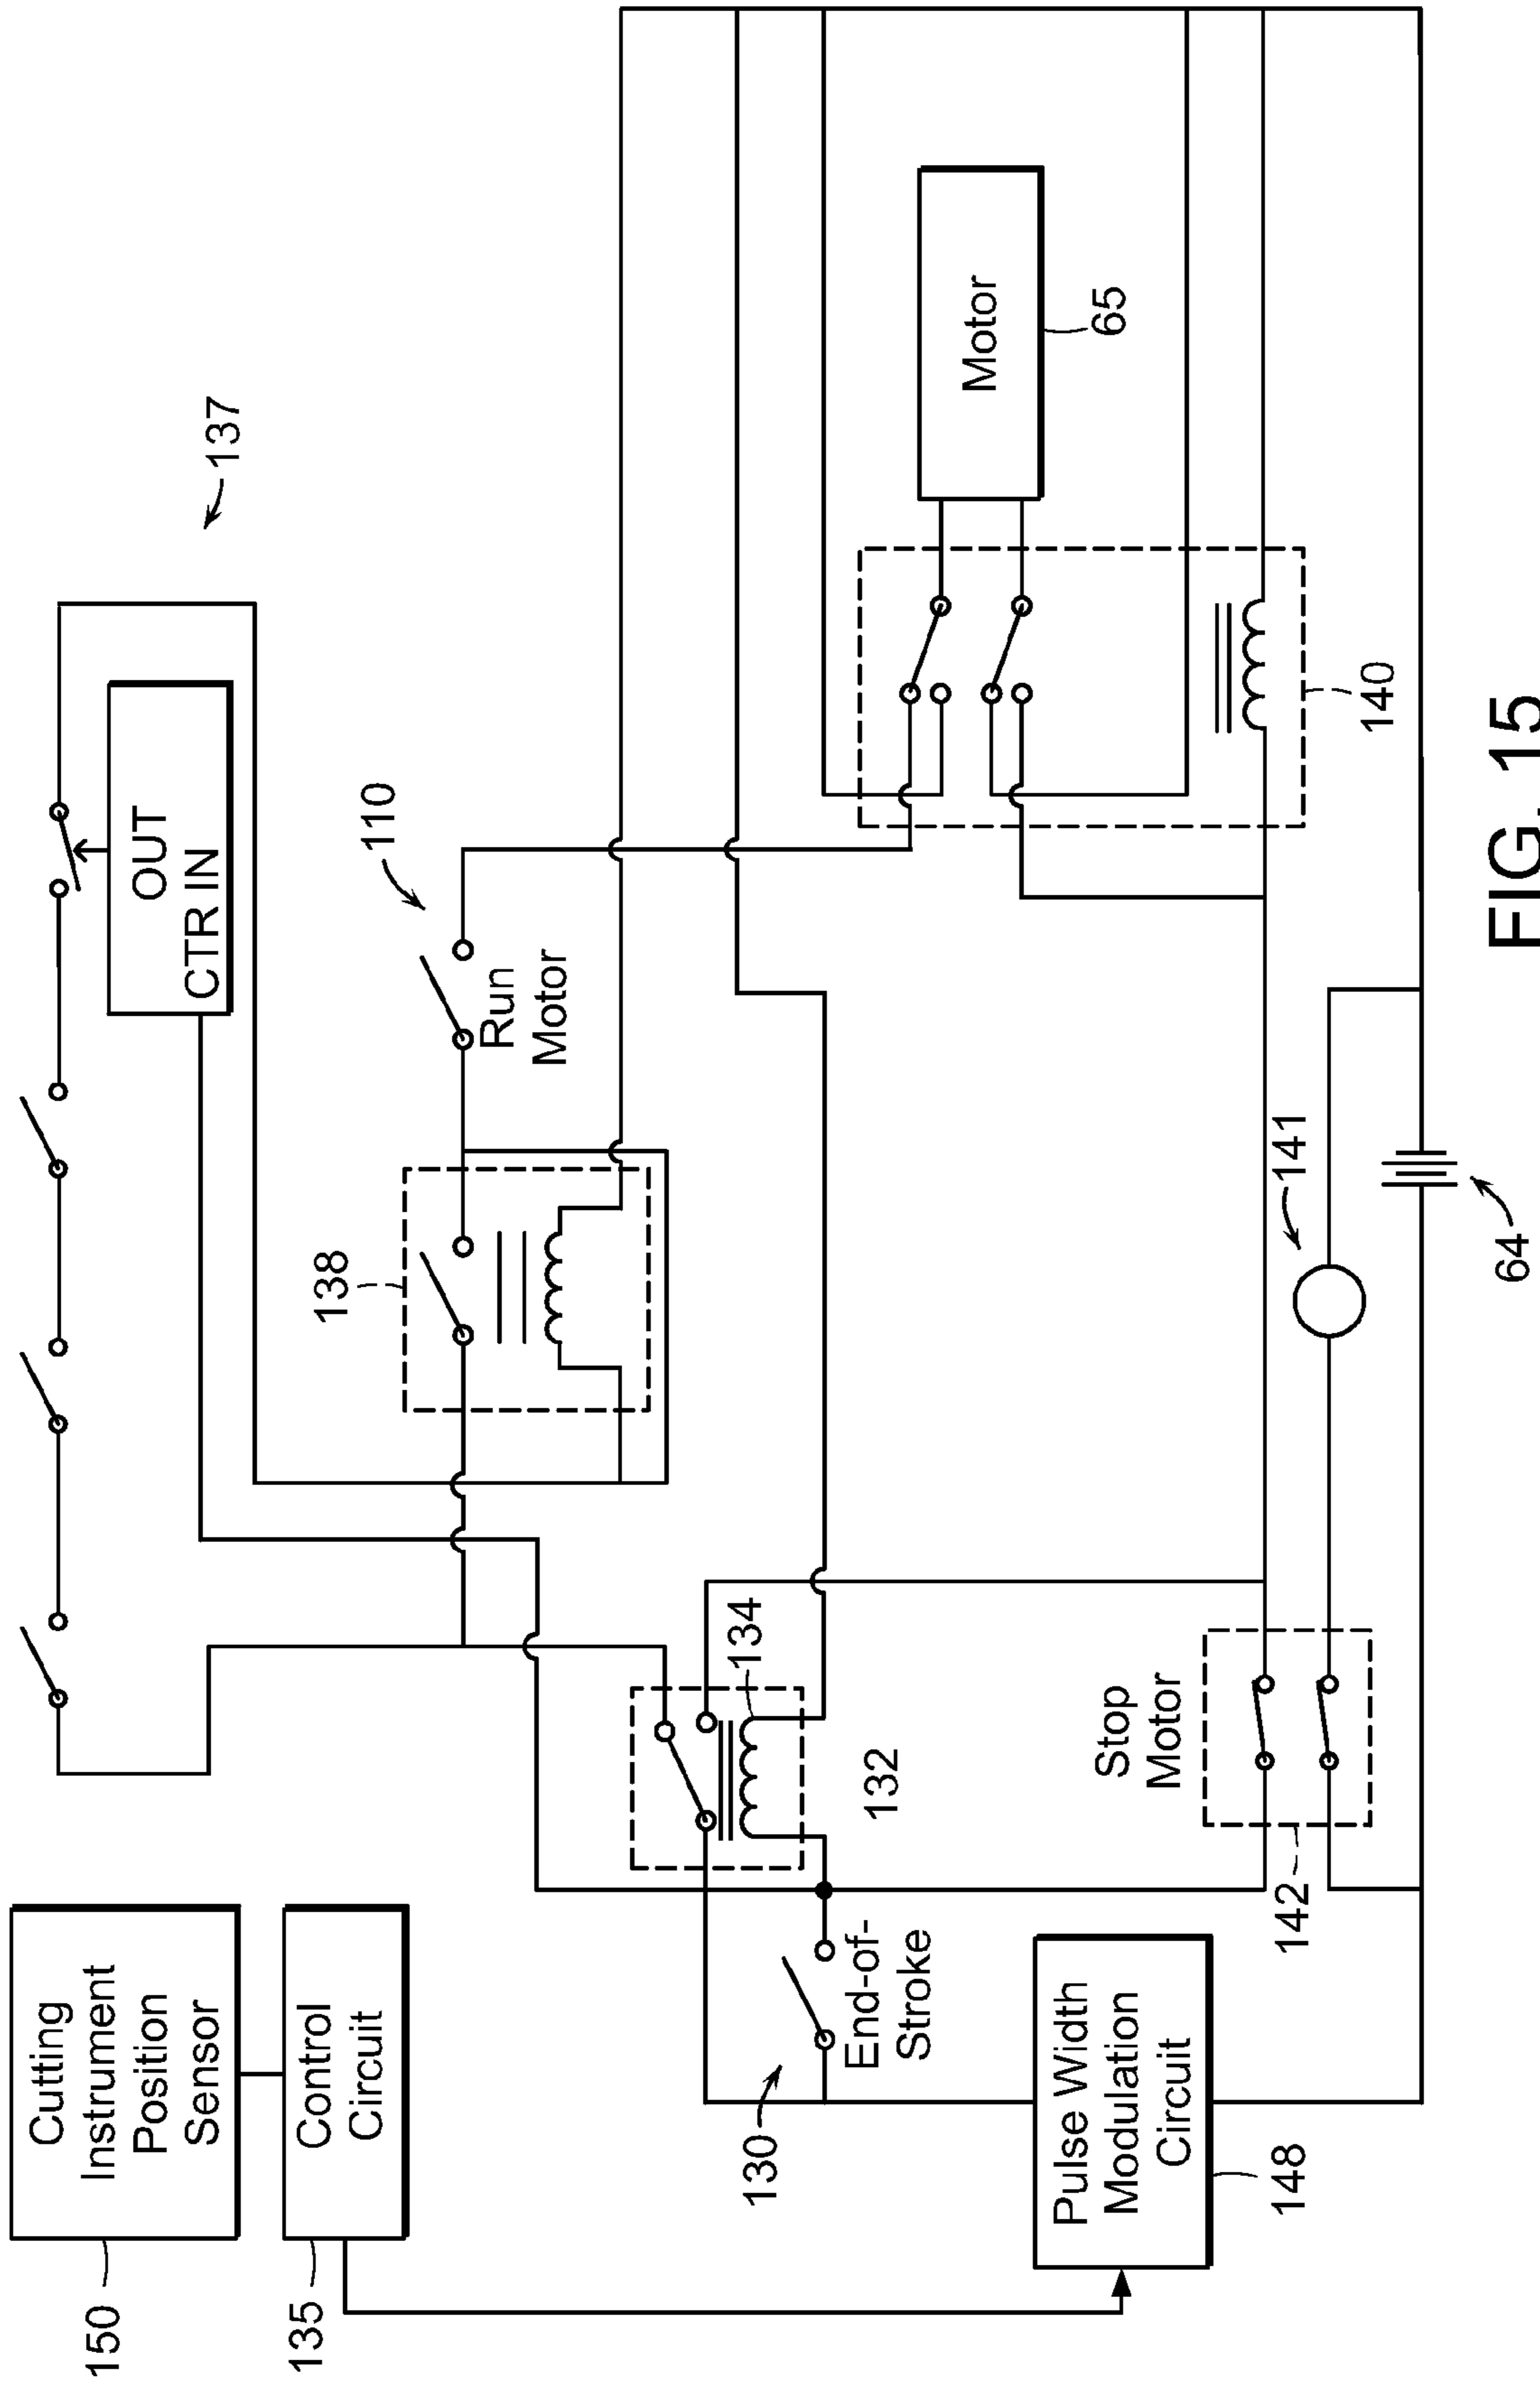 150
Cutting
Instrument
Position
Sensor
135
Control
Circuit
137
OUT
CTR IN
110
Run
Motor
138
130
End-of-
Stroke
134
132
Motor
65
Pulse Width
Modulation
Circuit
148
Stop
Motor
142
141
140
64
FIG. 15